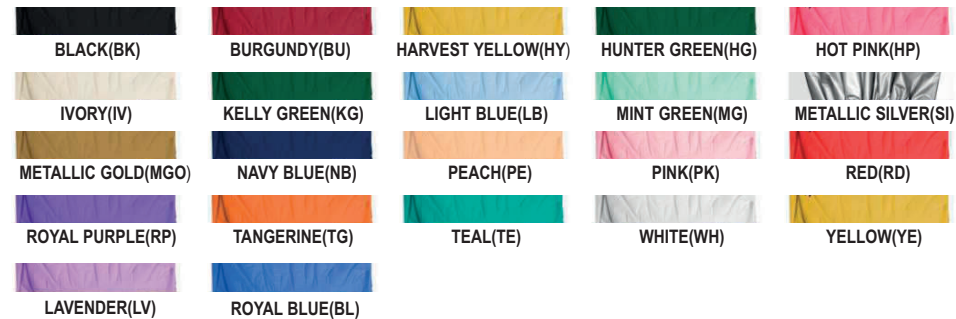 BLACK(BK)
BURGUNDY(BU)
HARVEST YELLOW(HY)
HUNTER GREEN(HG)
HOT PINK(HP)
IVORY(IV)
KELLY GREEN(KG)
LIGHT BLUE(LB)
MINT GREEN(MG)
METALLIC SILVER(SI)
METALLIC GOLD(MGO)
NAVY BLUE(NB)
PEACH(PE)
PINK(PK)
RED(RD)
ROYAL PURPLE(RP)
TANGERINE(TG)
TEAL(TE)
WHITE(WH)
YELLOW(YE)
LAVENDER(LV)
ROYAL BLUE(BL)